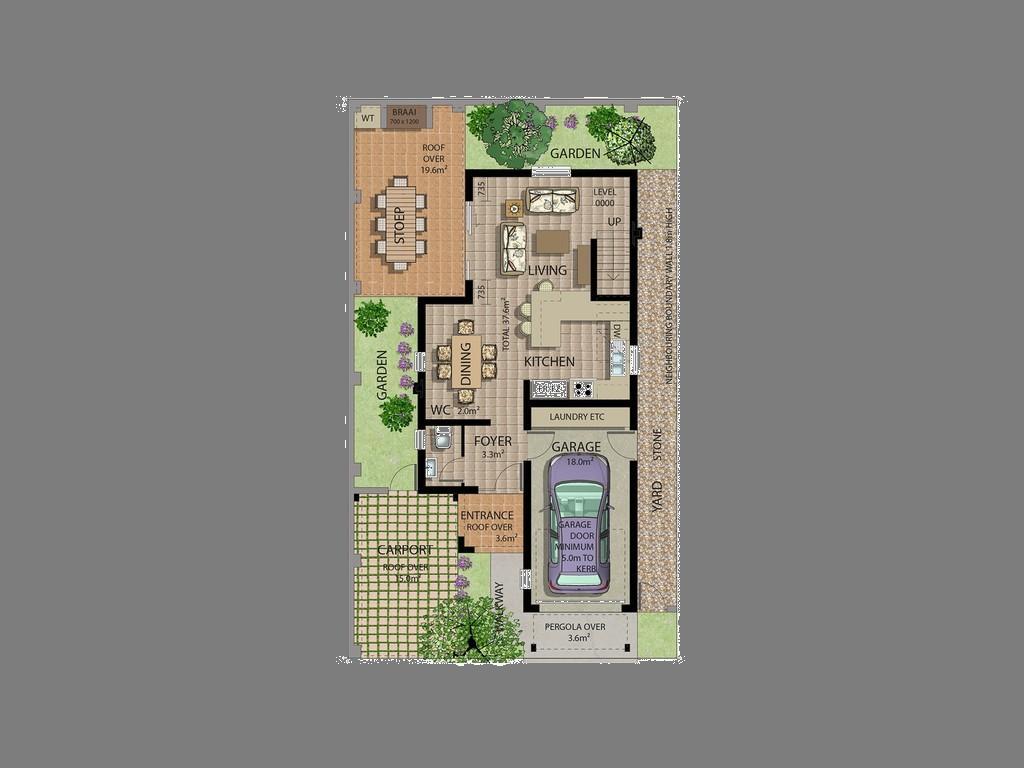 WT
BRAAI
700 x 1200
ROOF
OVER
19.6m²
STOEP
GARDEN
735
LEVEL
0000
UP
LIVING
735
TOTAL 37.6m²
NEIGHBOURING BOUNDARY WALL 1.8m HIGH
DW
KITCHEN
DINING
GARDEN
WC 2.0m²
LAUNDRY ETC
FOYER
3.3m²
GARAGE
18.0m²
YARD STONE
ENTRANCE
ROOF OVER
3.6m²
GARAGE
DOOR
MINIMUM
5.0m TO
KERB
CARPORT
ROOF OVER
15.0m²
WALKWAY
PERGOLA OVER
3.6m²